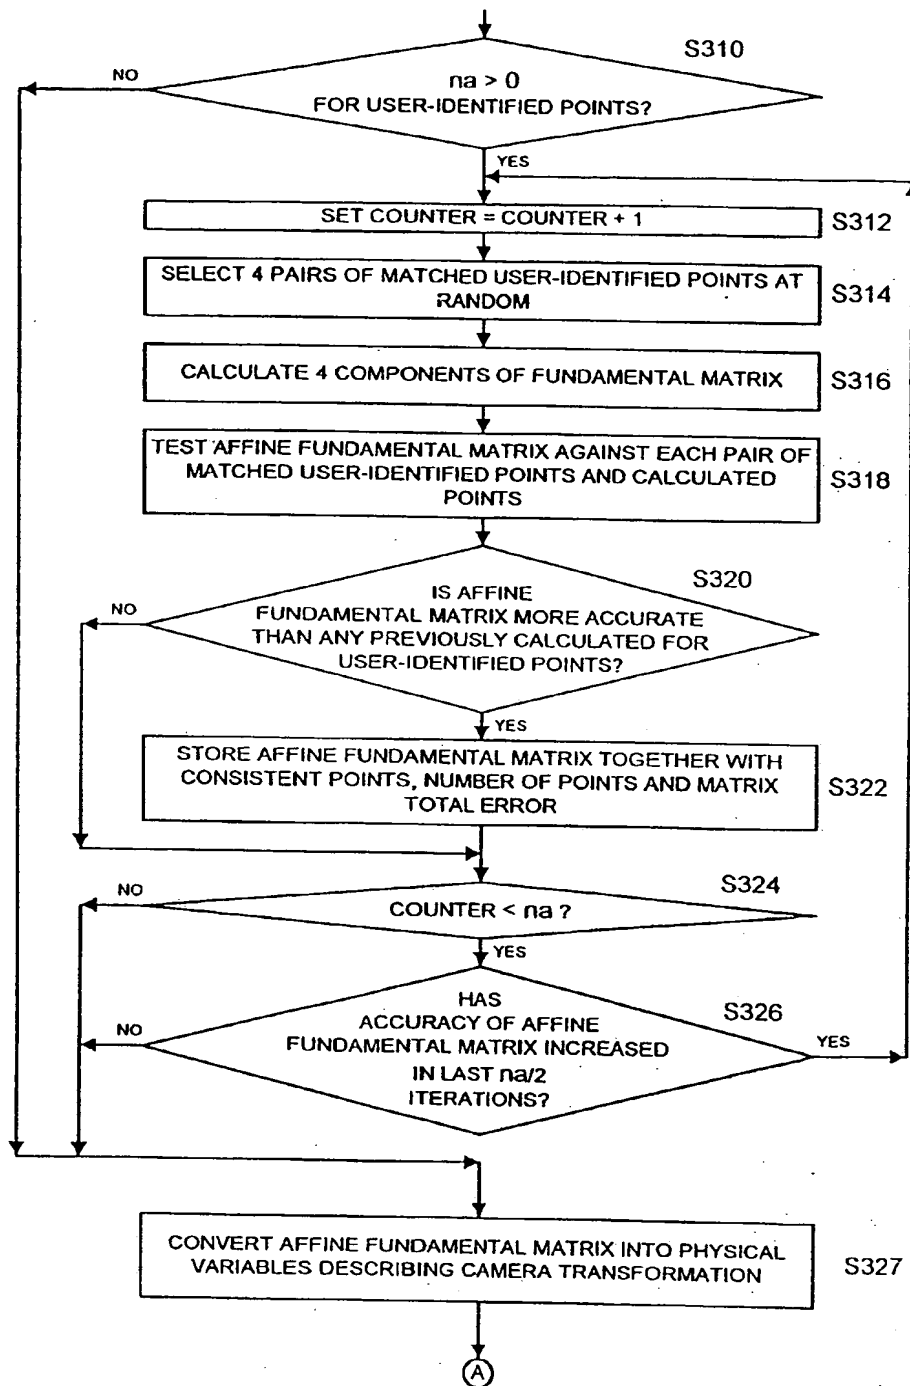 S310
NO
na > 0
FOR USER-IDENTIFIED POINTS?
YES
SET COUNTER = COUNTER + 1
S312
SELECT 4 PAIRS OF MATCHED USER-IDENTIFIED POINTS AT
RANDOM
S314
CALCULATE 4 COMPONENTS OF FUNDAMENTAL MATRIX
S316
TEST AFFINE FUNDAMENTAL MATRIX AGAINST EACH PAIR OF
MATCHED USER-IDENTIFIED POINTS AND CALCULATED
POINTS
S318
S320
NO
IS AFFINE
FUNDAMENTAL MATRIX MORE ACCURATE
THAN ANY PREVIOUSLY CALCULATED FOR
USER-IDENTIFIED POINTS?
YES
STORE AFFINE FUNDAMENTAL MATRIX TOGETHER WITH
CONSISTENT POINTS, NUMBER OF POINTS AND MATRIX
TOTAL ERROR
S322
S324
NO
COUNTER < na ?
YES
S326
HAS
ACCURACY OF AFFINE
FUNDAMENTAL MATRIX INCREASED
IN LAST na/2
ITERATIONS?
NO
YES
CONVERT AFFINE FUNDAMENTAL MATRIX INTO PHYSICAL
VARIABLES DESCRIBING CAMERA TRANSFORMATION
S327
A